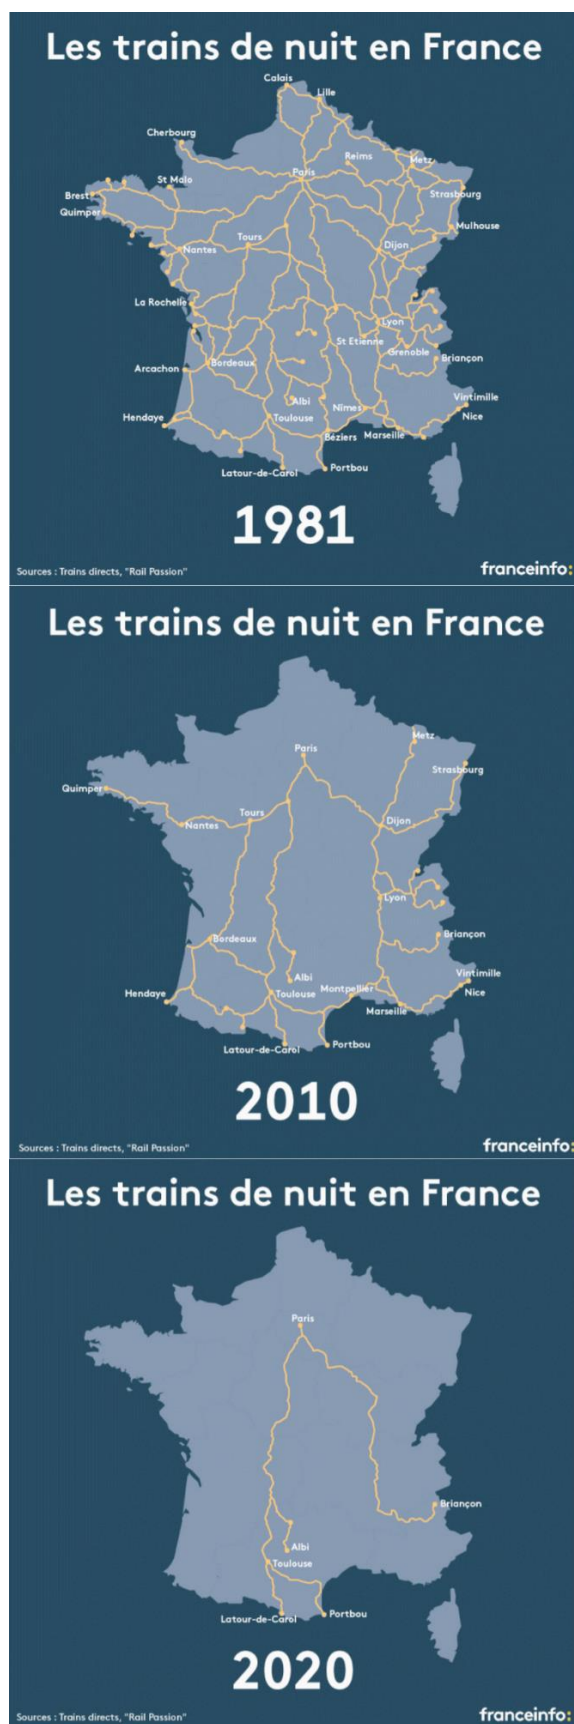 Les trains de nuit en France
Calais
Lille
Cherbourg
Reims
Metz
Paris
St Malo
Strasbourg
Brest
Quimper
Mulhouse
Tours
Dijon
Nantes
La Rochelle
Lyon
St Etienne
Grenoble
Briançon
Bordeaux
Arcachon
Albi
Nîmes
Vintimille
Hendaye
Toulouse
Nice
Béziers
Marseille
Latour-de-Carol
Portbou
1981
Sources : Trains directs, "Rail Passion"
franceinfo:
Les trains de nuit en France
Metz
Paris
Strasbourg
Quimper
Tours
Dijon
Nantes
Lyon
Bordeaux
Briançon
Albi
Vintimille
Hendaye
Toulouse
Montpellier
Nice
Marseille
Latour-de-Carol
Portbou
2010
Sources : Trains directs, "Rail Passion"
franceinfo:
Les trains de nuit en France
Paris
Briançon
Albi
Toulouse
Latour-de-Carol
Portbou
2020
Sources : Trains directs, "Rail Passion"
franceinfo: